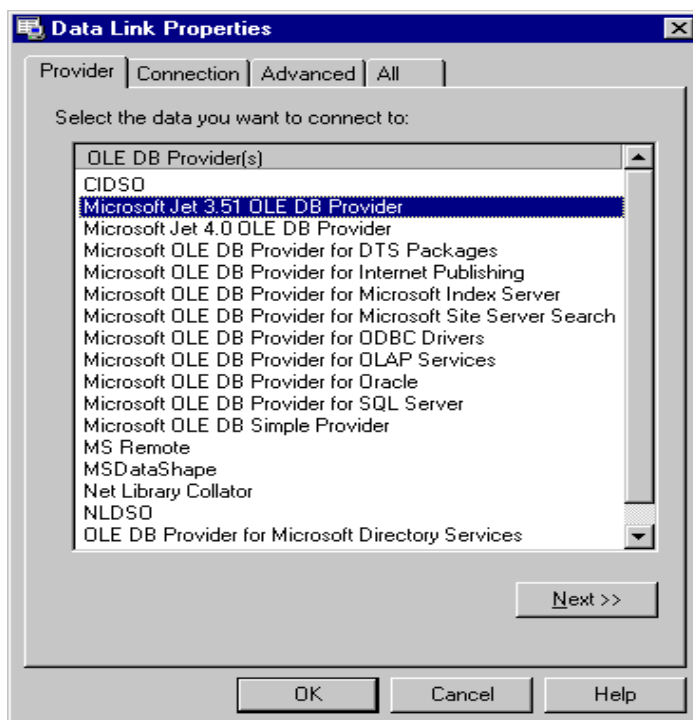 Data Link Properties
Provider Connection Advanced All
Select the data you want to connect to:
OLE DB Provider(s)
CIDSO
Microsoft Jet 3.51 OLE DB Provider
Microsoft Jet 4.0 OLE DB Provider
Microsoft OLE DB Provider for DTS Packages
Microsoft OLE DB Provider for Internet Publishing
Microsoft OLE DB Provider for Microsoft Index Server
Microsoft OLE DB Provider for Microsoft Site Server Search
Microsoft OLE DB Provider for ODBC Drivers
Microsoft OLE DB Provider for OLAP Services
Microsoft OLE DB Provider for Oracle
Microsoft OLE DB Provider for SQL Server
Microsoft OLE DB Simple Provider
MS Remote
MSDataShape
Net Library Collator
NLDSO
OLE DB Provider for Microsoft Directory Services
Next >>
OK Cancel Help